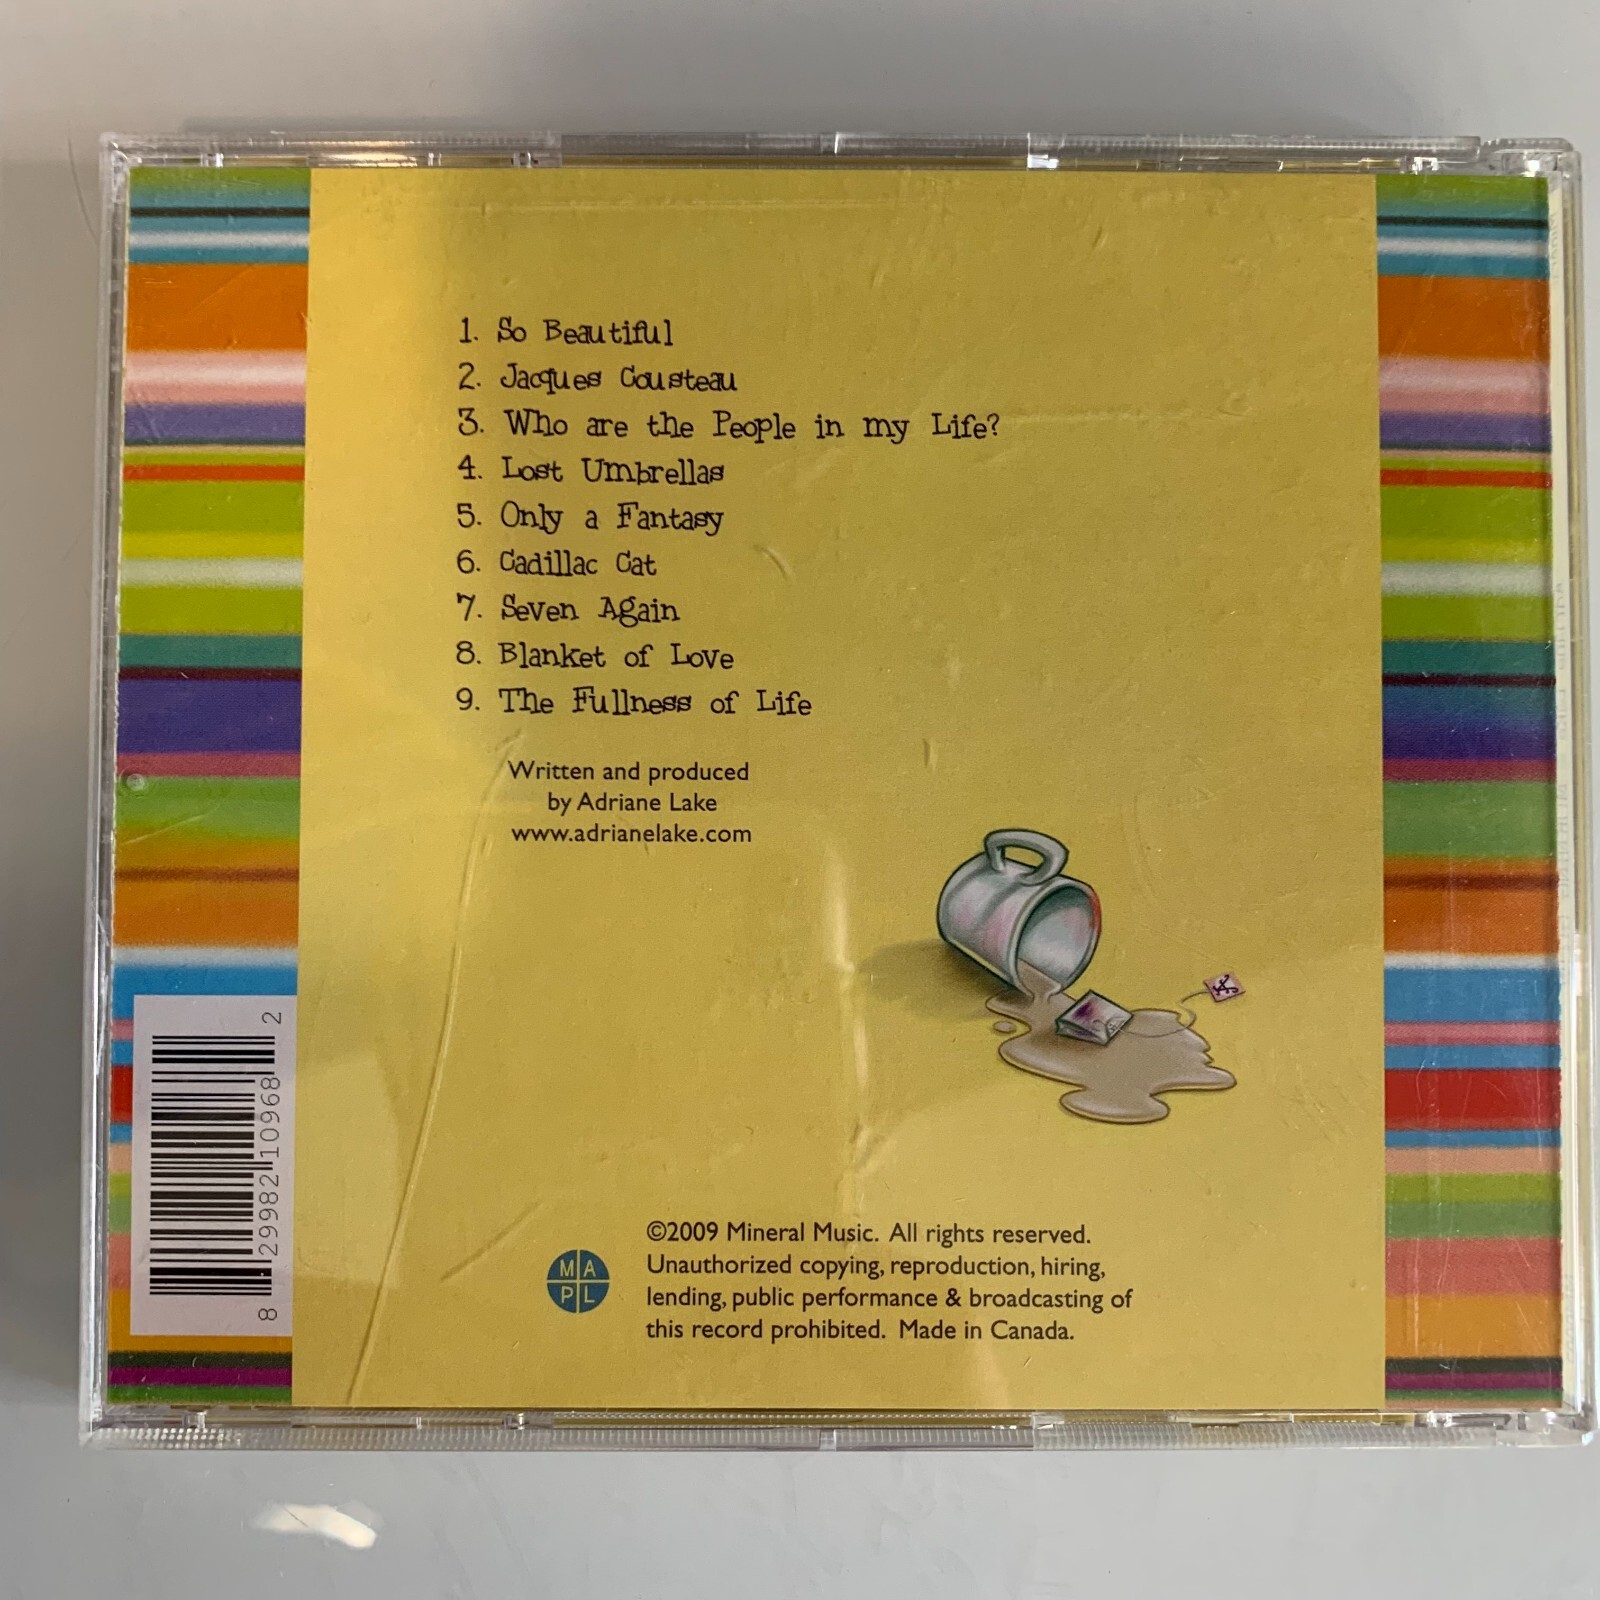 1. So Beautiful
2. Jacques Cousteau
3. Who are the People in my Life?
4. Lost Umbrellas
5. Only a Fantasy
6. Cadillac Cat
7. Seven Again
8. Blanket of Love
9. The Fullness of Life
Written and produced
by Adriane Lake
www.adrianelake.com
8 29982 10968 2
M A
P L
©2009 Mineral Music. All rights reserved.
Unauthorized copying, reproduction, hiring,
lending, public performance & broadcasting of
this record prohibited. Made in Canada.